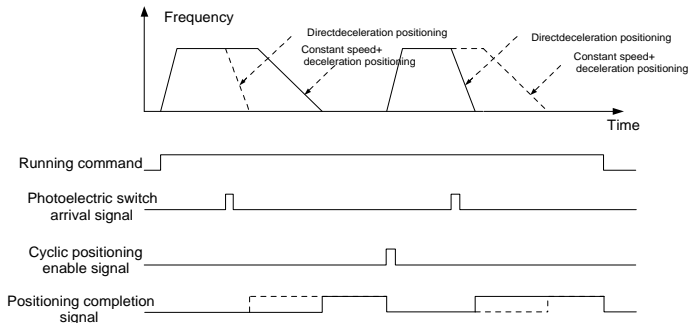 Frequency
Directdeceleration positioning
Constant speed+
deceleration positioning
Directdeceleration positioning
Constant speed+
deceleration positioning
Time
Running command
Photoelectric switch
arrival signal
Cyclic positioning
enable signal
Positioning completion
signal